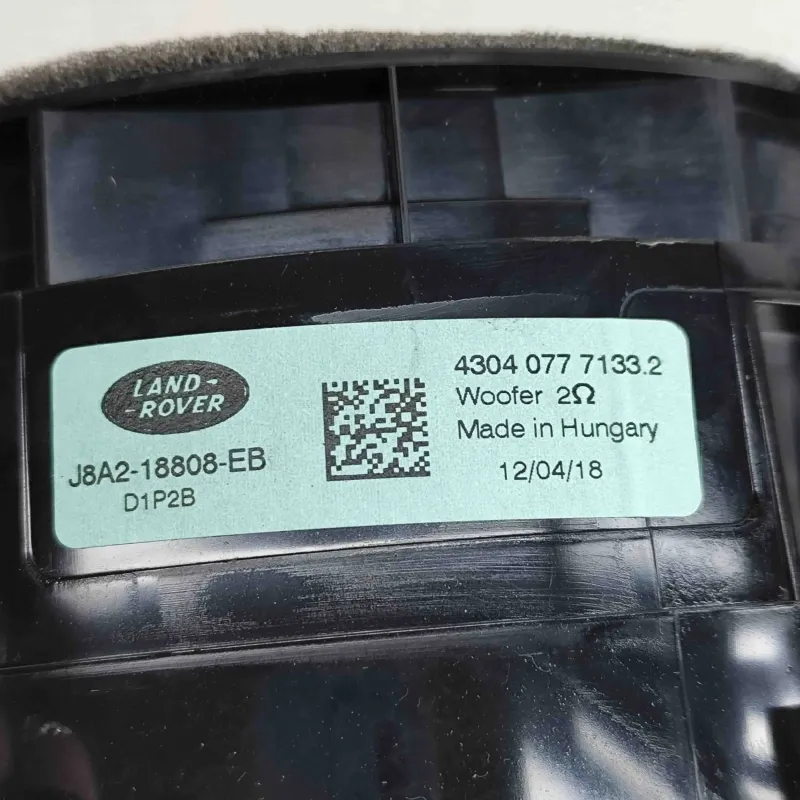 LAND-
-ROVER
J8A2-18808-EB
D1P2B
4304 077 7133.2
Woofer 2Ω
Made in Hungary
12/04/18